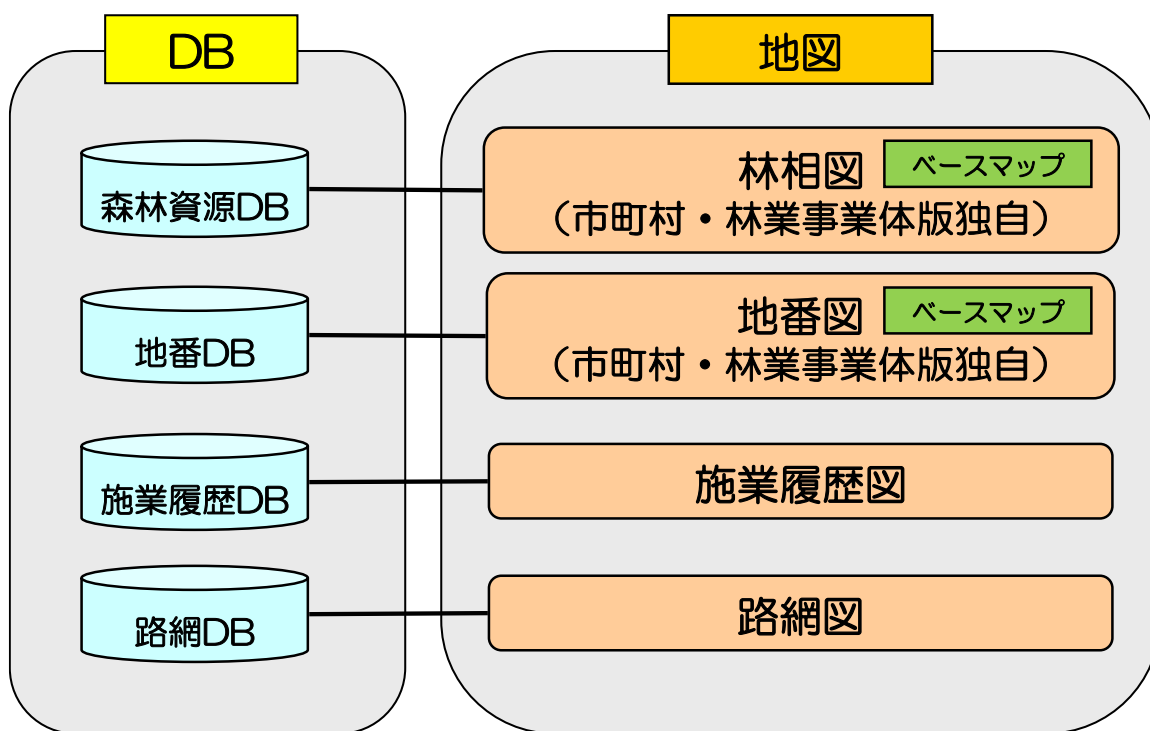 DB
地図
森林資源DB
林相図 ベースマップ
（市町村・林業事業体版独自）
地番DB
地番図 ベースマップ
（市町村・林業事業体版独自）
施業履歴DB
施業履歴図
路網DB
路網図